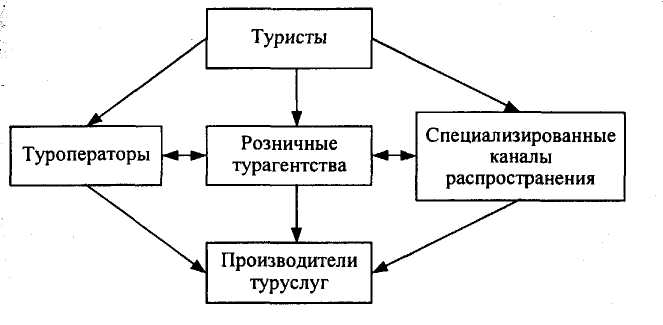 Туристы
Туроператоры
Розничные
турагентства
Специализированные
каналы
распространения
Производители
туруслуг